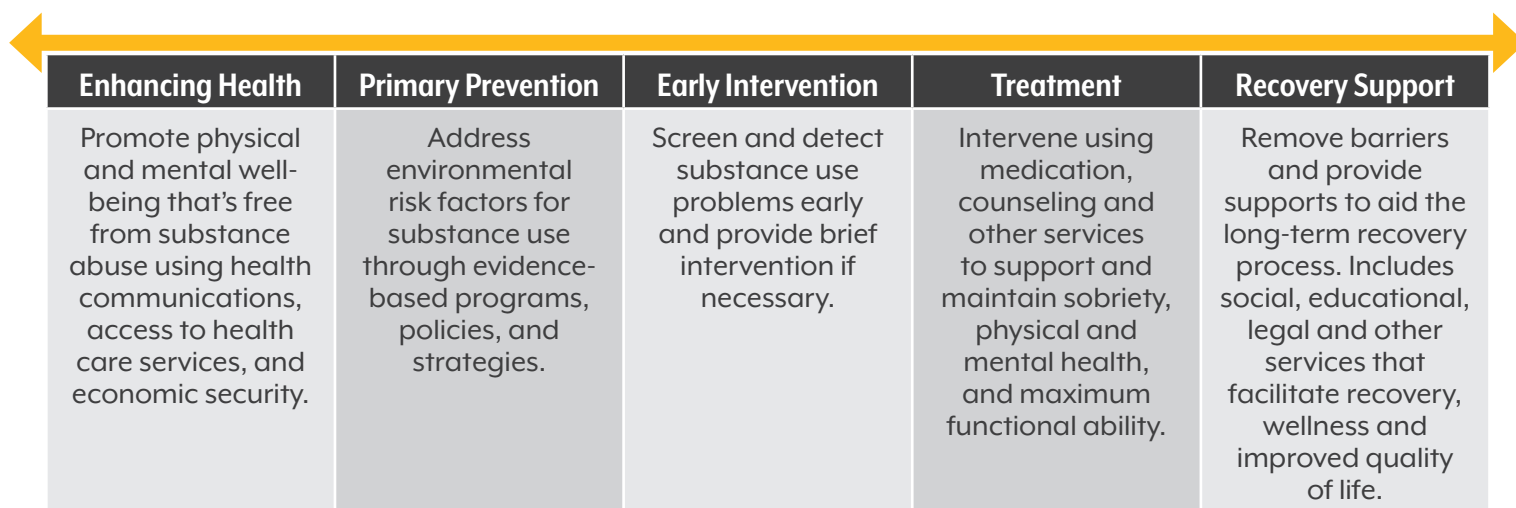 Enhancing Health
Promote physical
and mental well-
being that's free
from substance
abuse using health
communications,
access to health
care services, and
economic security.
Primary Prevention
Address
environmental
risk factors for
substance use
through evidence-
based programs,
policies, and
strategies.
Early Intervention
Screen and detect
substance use
problems early
and provide brief
intervention if
necessary.
Treatment
Intervene using
medication,
counseling and
other services
to support and
maintain sobriety,
physical and
mental health,
and maximum
functional ability.
Recovery Support
Remove barriers
and provide
supports to aid the
long-term recovery
process. Includes
social, educational,
legal and other
services that
facilitate recovery,
wellness and
improved quality
of life.